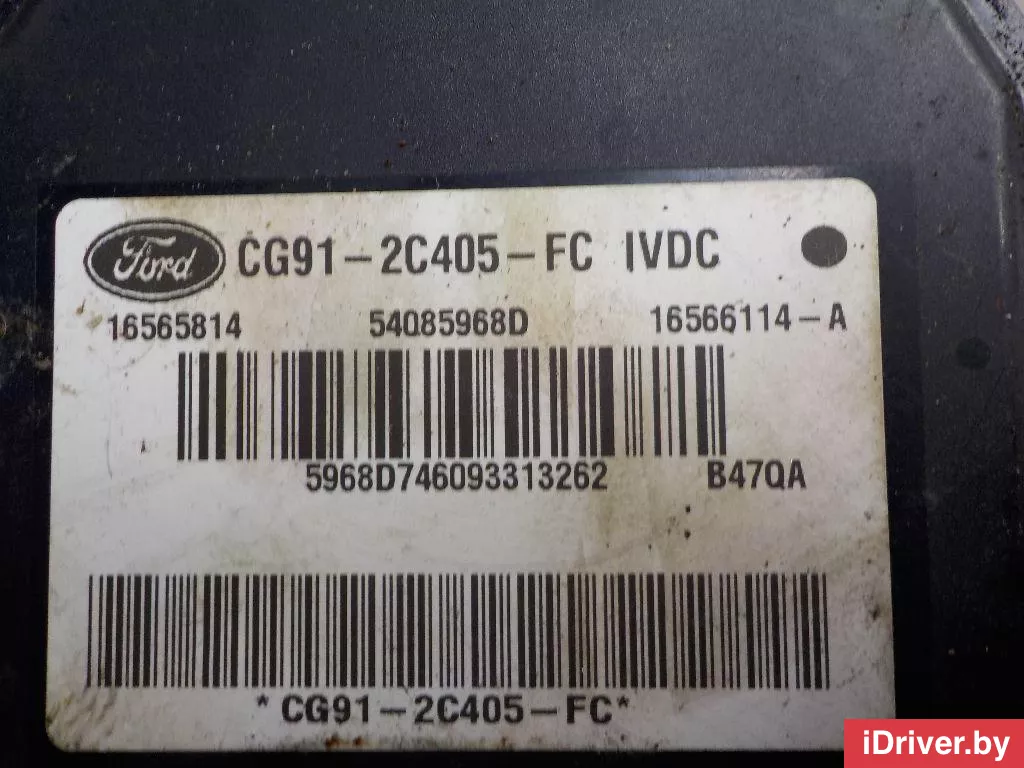 Ford CG91-2C405-FC IVDC
16565814 54085968D 16566114-A
5968D746093313262 B47QA
*CG91-2C405-FC*
iDriver.by